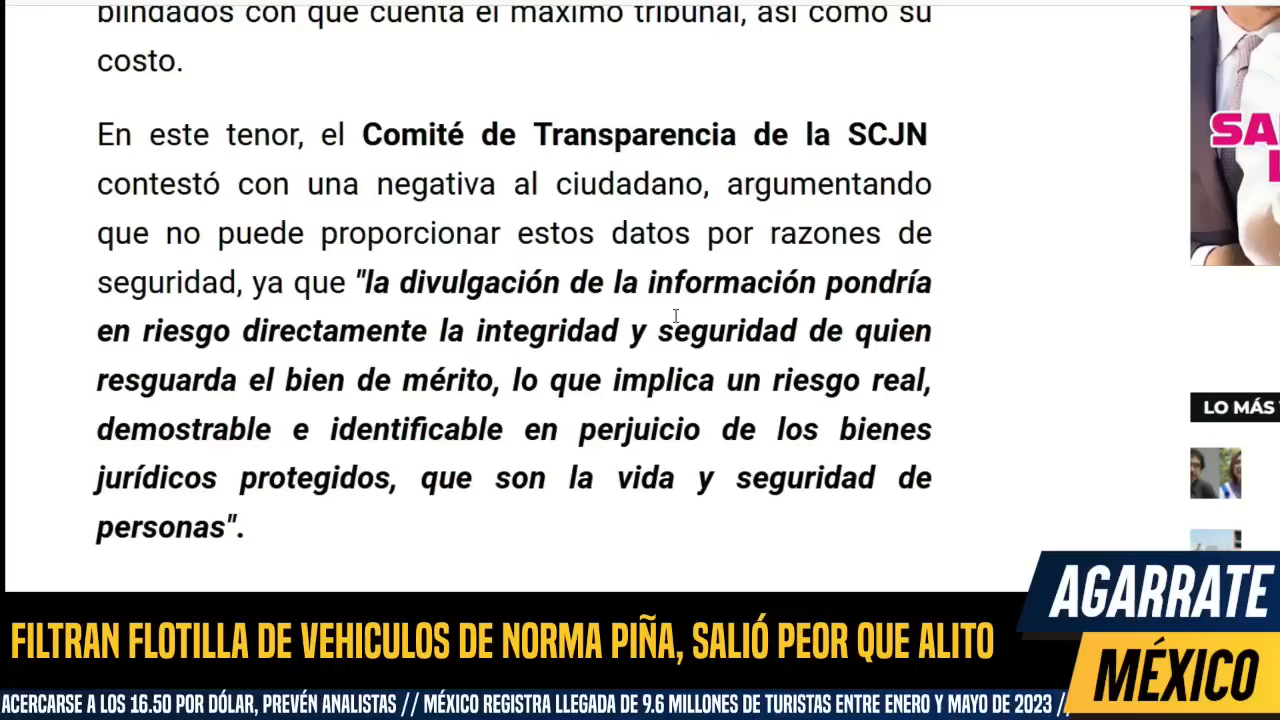 blindados con que cuenta el máximo tribunal, así como su
costo.
En este tenor, el Comité de Transparencia de la SCJN
contestó con una negativa al ciudadano, argumentando
que no puede proporcionar estos datos por razones de
seguridad, ya que "la divulgación de la información pondría
en riesgo directamente la integridad y seguridad de quien
resguarda el bien de mérito, lo que implica un riesgo real,
demostrable e identificable en perjuicio de los bienes
jurídicos protegidos, que son la vida y seguridad de
personas".
SA
LO MÁS
AGARRATE
MÉXICO
FILTRAN FLOTILLA DE VEHICULOS DE NORMA PIÑA, SALIÓ PEOR QUE ALITO
ACERCARSE A LOS 16.50 POR DÓLAR, PREVÉN ANALISTAS // MÉXICO REGISTRA LLEGADA DE 9.6 MILLONES DE TURISTAS ENTRE ENERO Y MAYO DE 2023 /